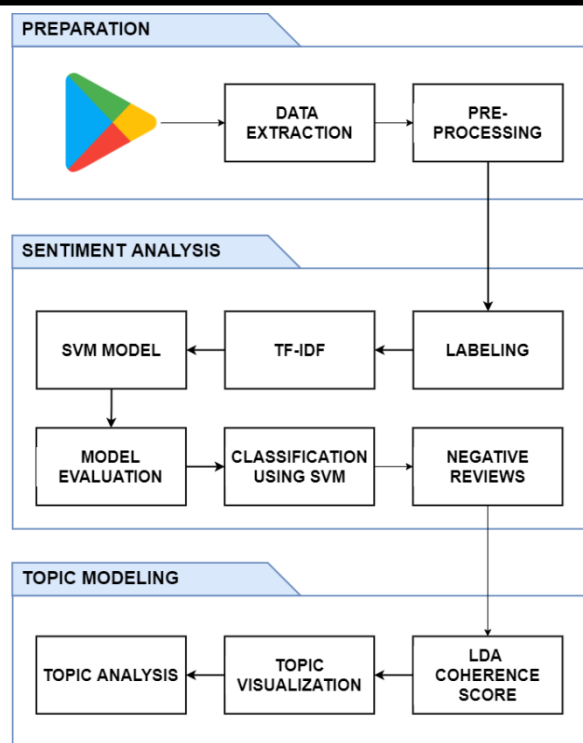 PREPARATION
DATA
EXTRACTION
PRE-
PROCESSING
SENTIMENT ANALYSIS
SVM MODEL
TF-IDF
LABELING
MODEL
EVALUATION
CLASSIFICATION
USING SVM
NEGATIVE
REVIEWS
TOPIC MODELING
TOPIC ANALYSIS
TOPIC
VISUALIZATION
LDA
COHERENCE
SCORE